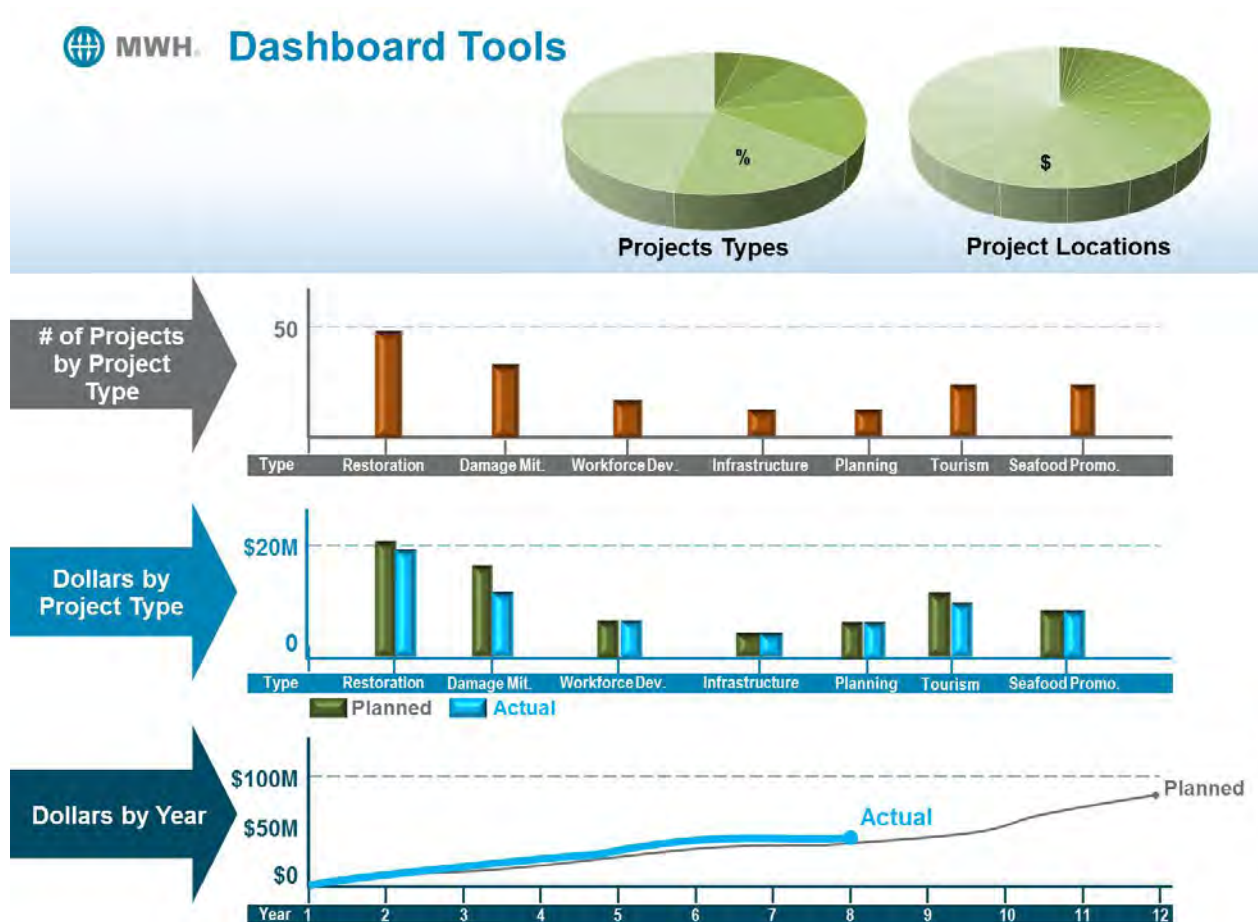 MWH® Dashboard Tools
%
$
Projects Types
Project Locations
# of Projects
by Project
Type
50
Type Restoration Damage Mit. Workforce Dev. Infrastructure Planning Tourism Seafood Promo.
Dollars by
Project Type
$20M
0
Type Restoration Damage Mit. Workforce Dev. Infrastructure Planning Tourism Seafood Promo.
Planned Actual
Dollars by Year
$100M
$50M
$0
Planned
Actual
Year 1 2 3 4 5 6 7 8 9 10 11 12